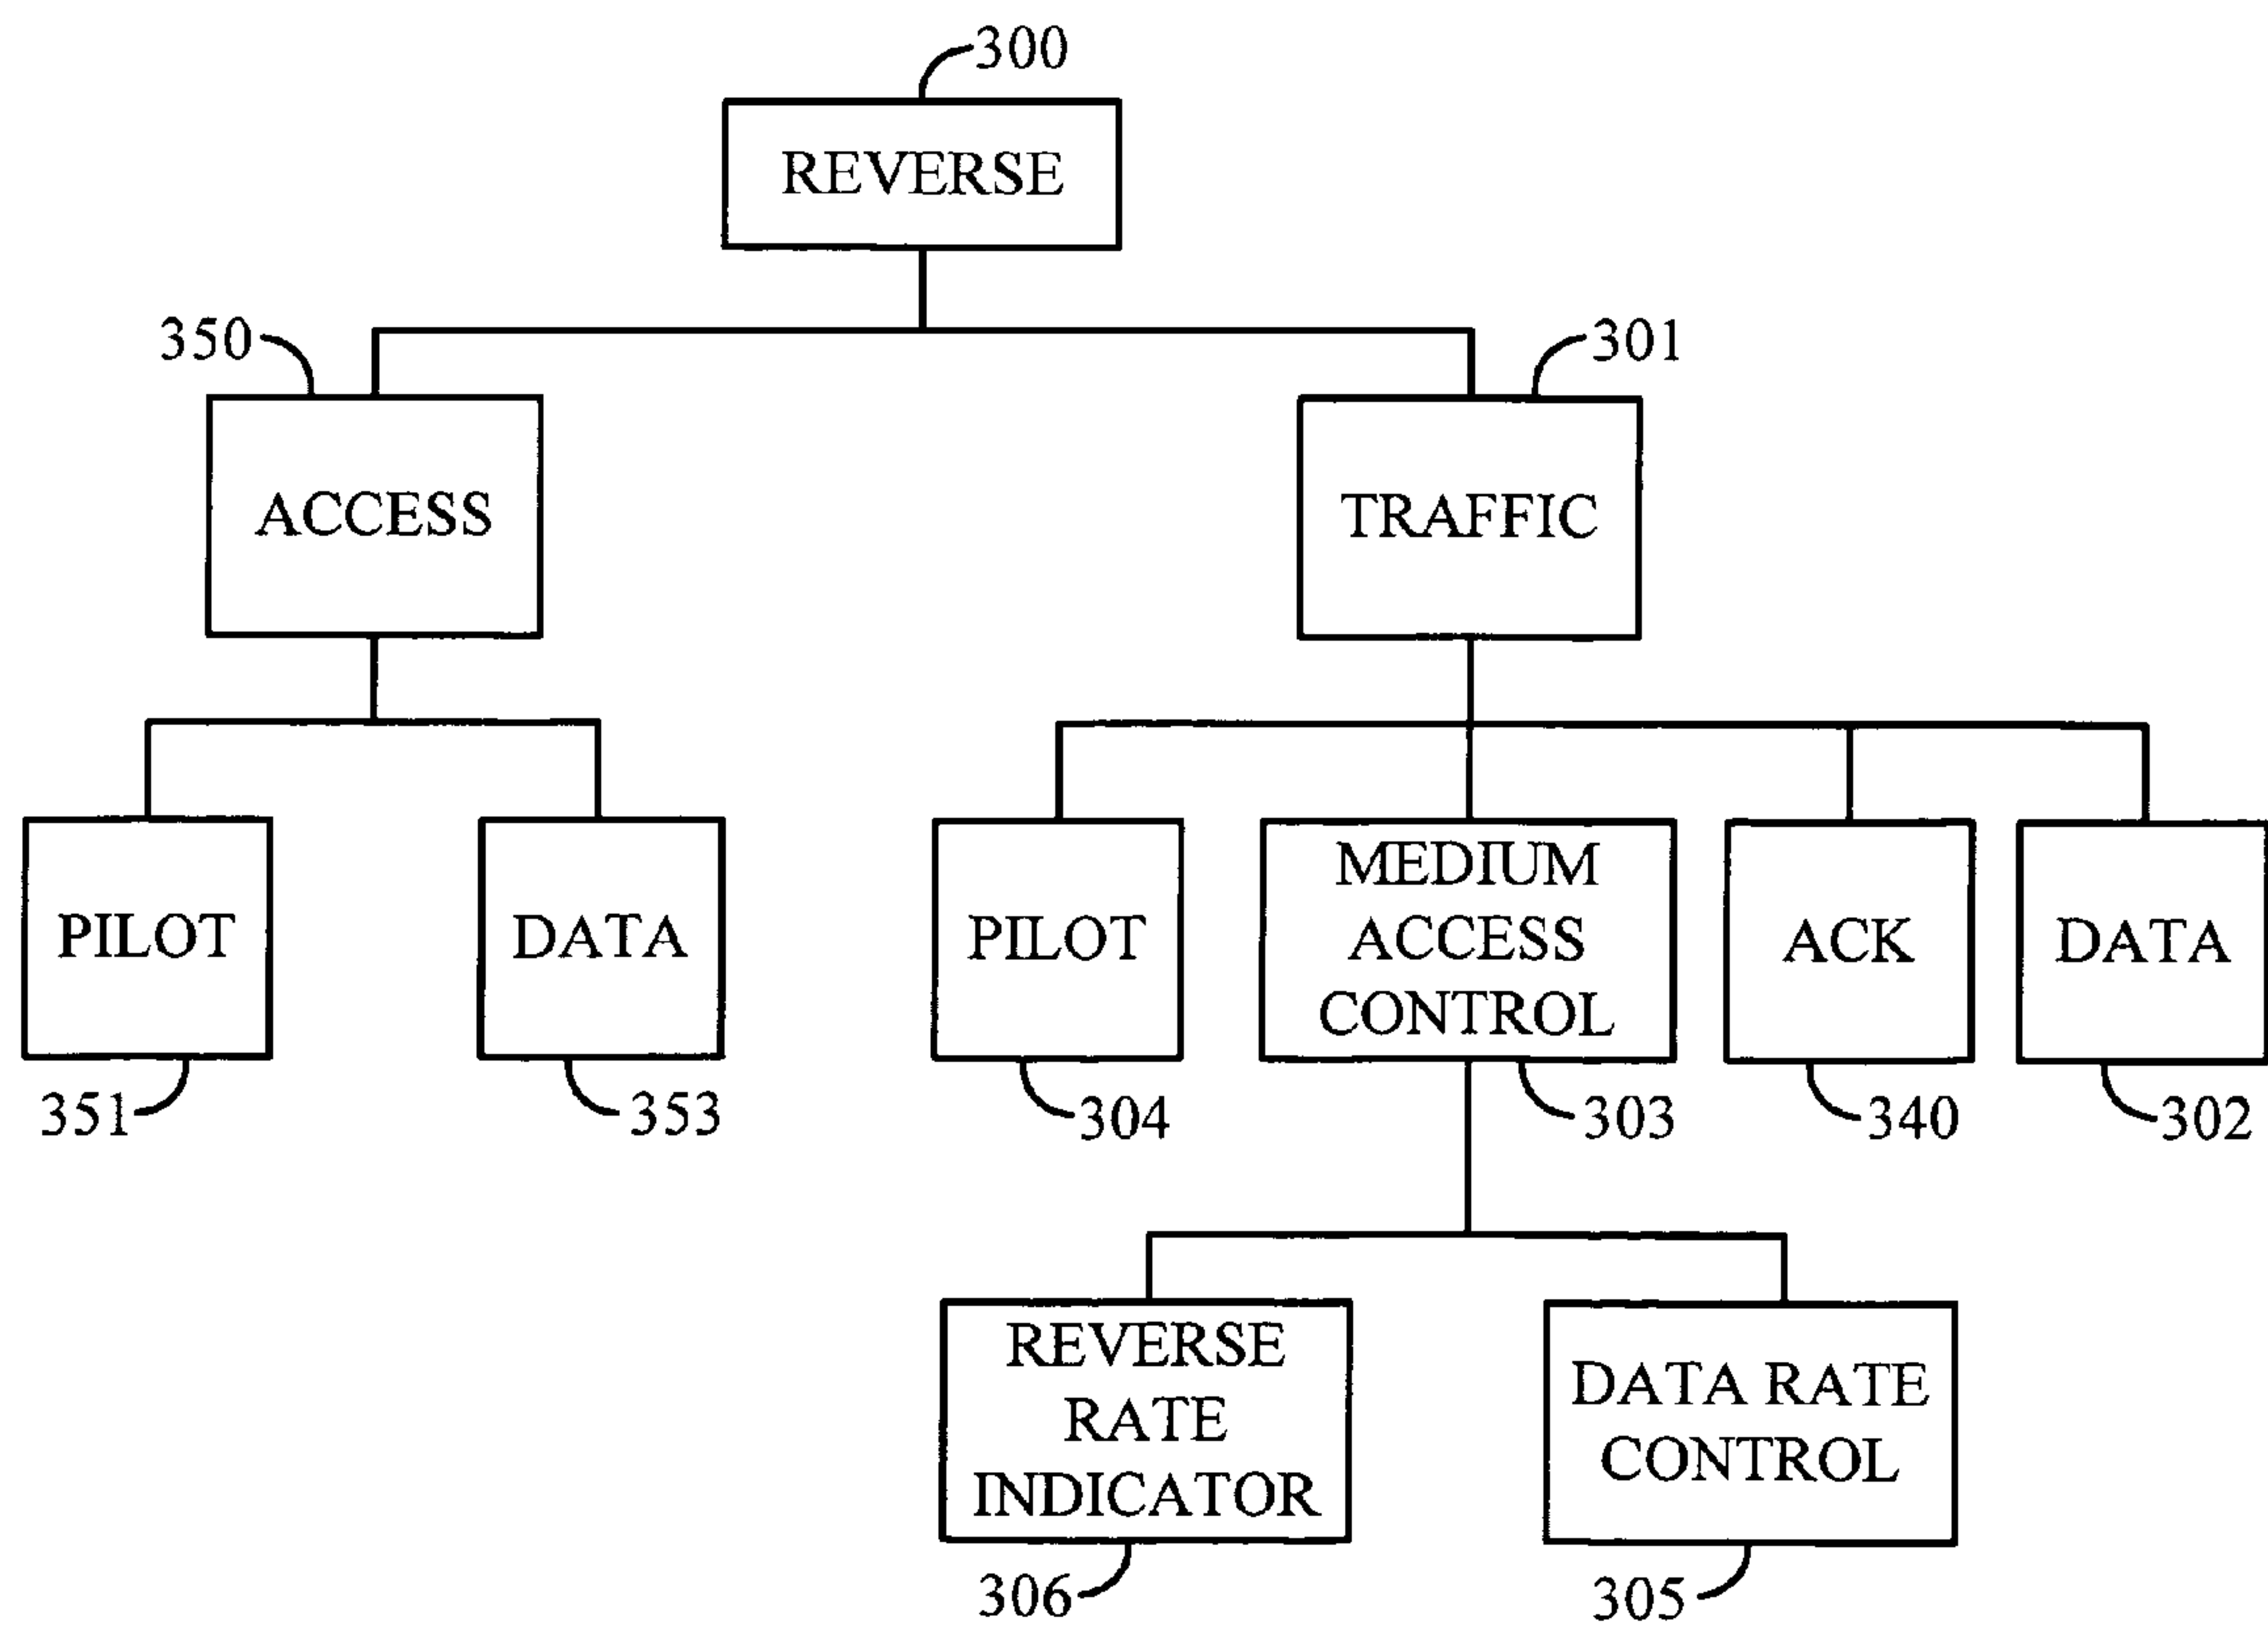 300
REVERSE
350
301
ACCESS
TRAFFIC
PILOT
DATA
PILOT
MEDIUM
ACCESS
CONTROL
ACK
DATA
351
353
304
303
340
302
REVERSE
RATE
INDICATOR
DATA RATE
CONTROL
306
305